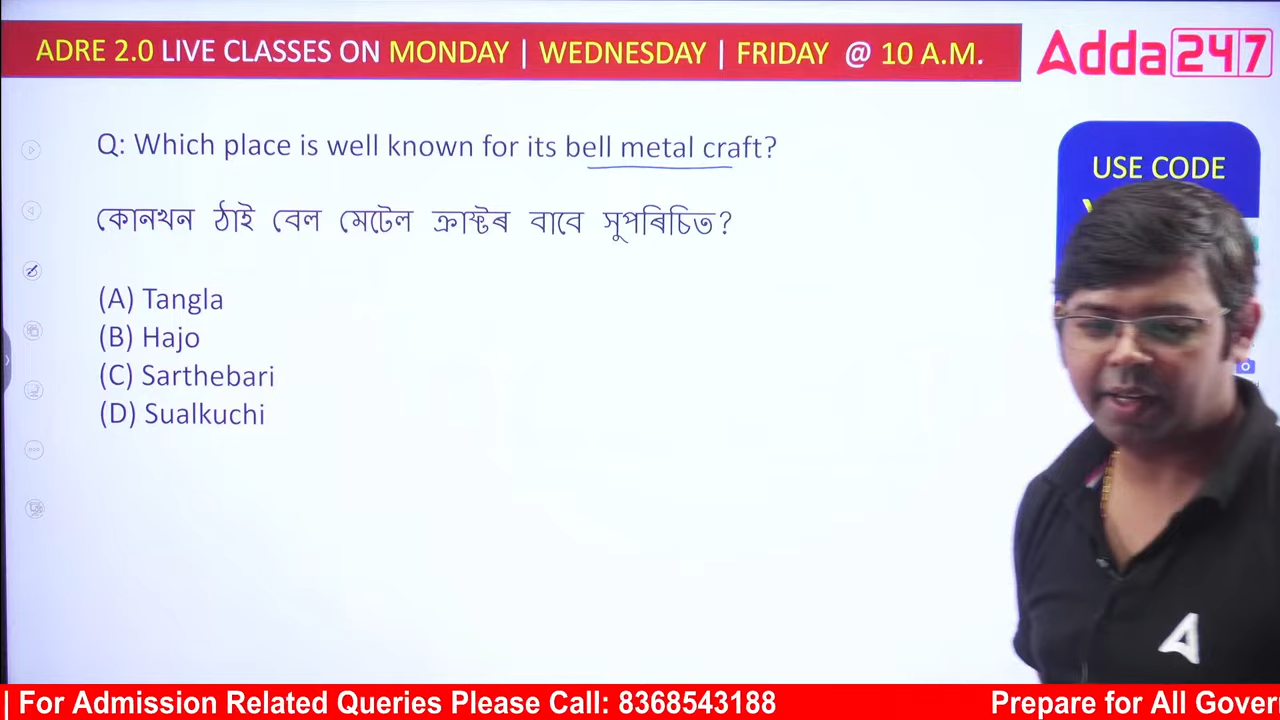 ADRE 2.0 LIVE CLASSES ON MONDAY | WEDNESDAY | FRIDAY @ 10 A.M.
Adda247
Q: Which place is well known for its bell metal craft?
USE CODE
কোনখন ঠাই বেল মেটেল ক্ৰাফ্টৰ বাবে সুপৰিচিত?
(A) Tangla
(B) Hajo
(C) Sarthebari
(D) Sualkuchi
| For Admission Related Queries Please Call: 8368543188
Prepare for All Gover